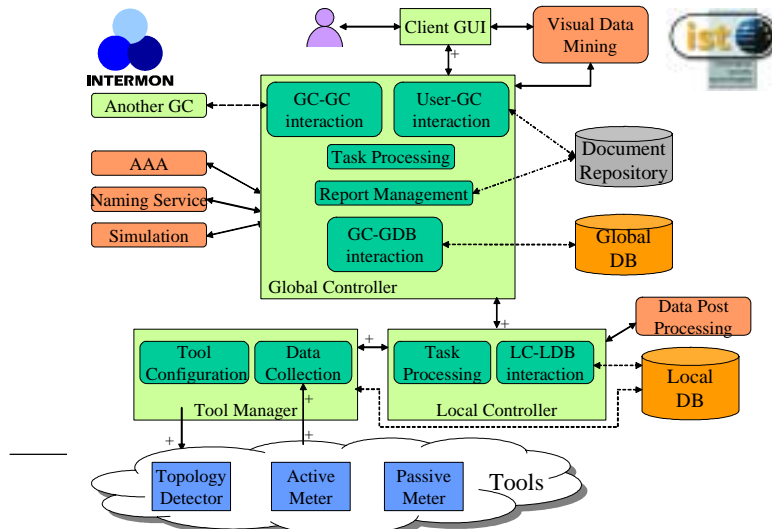 Client GUI
Visual Data
Mining
ist
INTERMON
Another GC
GC-GC
interaction
User-GC
interaction
AAA
Naming Service
Simulation
Task Processing
Report Management
Document
Repository
GC-GDB
interaction
Global
DB
Global Controller
Data Post
Processing
Tool
Configuration
Data
Collection
Task
Processing
LC-LDB
interaction
Local
DB
Tool Manager
Local Controller
Topology
Detector
Active
Meter
Passive
Meter
Tools